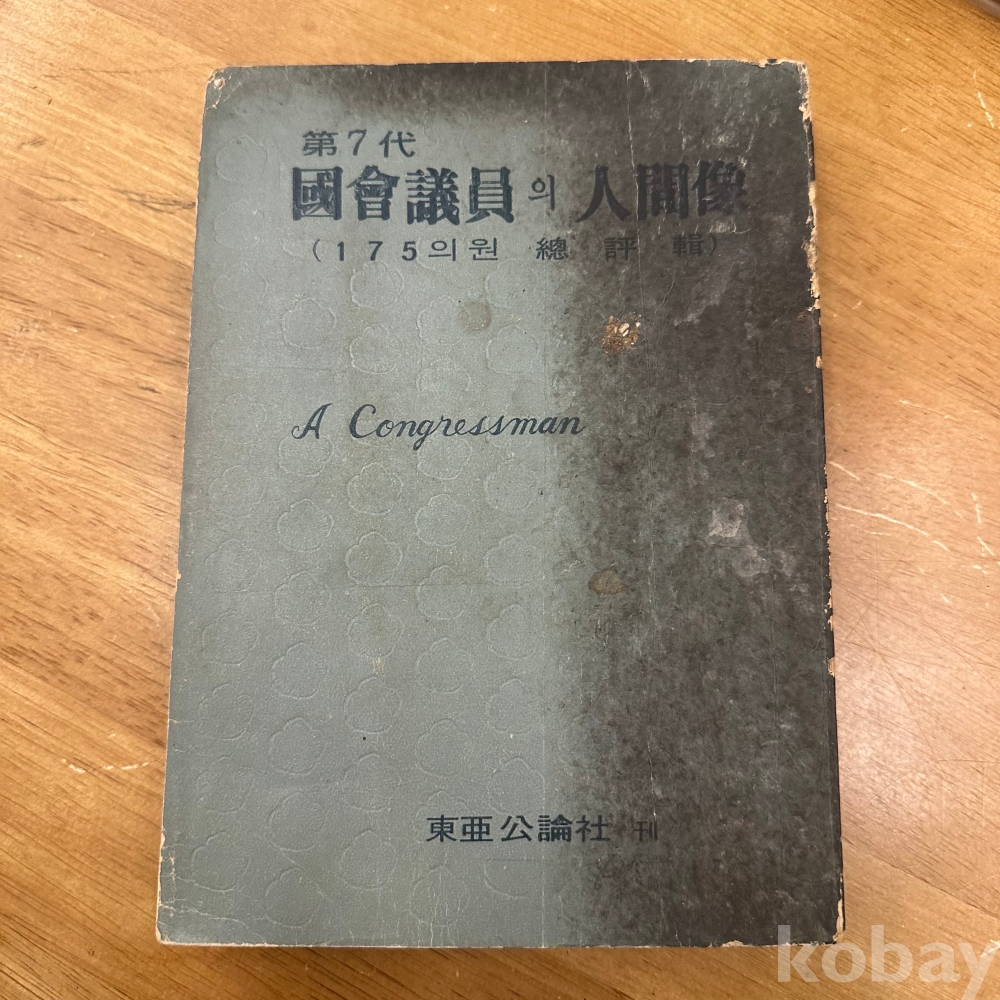 第7代
國會議員의 人間像
(175의원 總評輯)
A Congressman
東亜公論社 刊
kobay